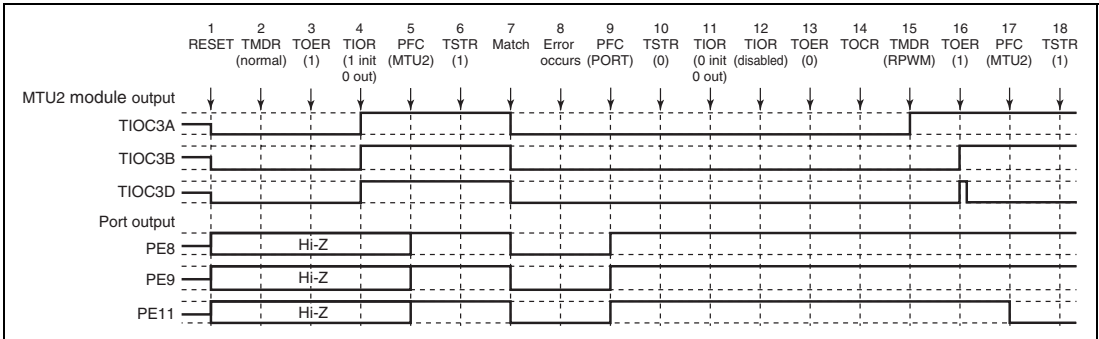 1 2 3 4 5 6 7 8 9 10 11 12 13 14 15 16 17 18
RESET TMDR TOER TIOR PFC TSTR Match Error PFC TSTR TIOR TIOR TOER TOCR TMDR TOER PFC TSTR
(normal) (1) (1 init (MTU2) (1) occurs (PORT) (0) (0 init (disabled) (0) (RPWM) (1) (MTU2) (1)
0 out) 0 out)
MTU2 module output
TIOC3A
TIOC3B
TIOC3D
Port output
PE8 Hi-Z
PE9 Hi-Z
PE11 Hi-Z